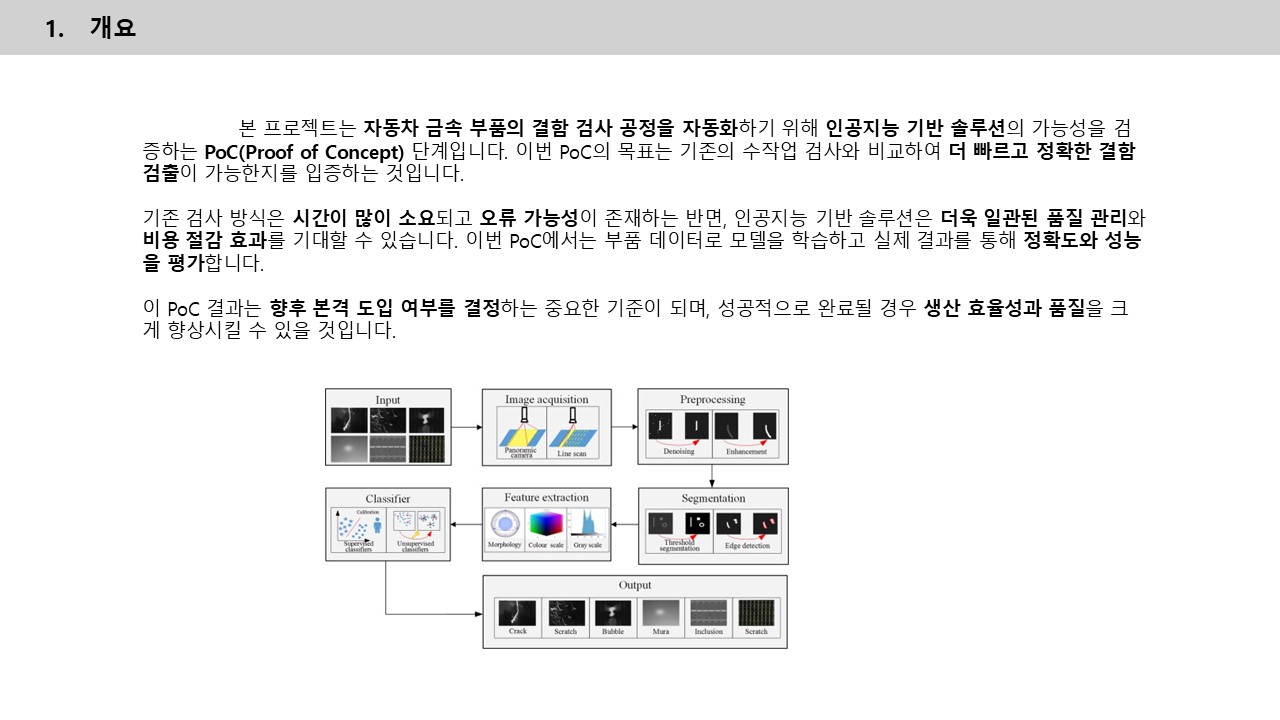 1. 개요
본 프로젝트는 자동차 금속 부품의 결함 검사 공정을 자동화하기 위해 인공지능 기반 솔루션의 가능성을 검
증하는 PoC(Proof of Concept) 단계입니다. 이번 PoC의 목표는 기존의 수작업 검사와 비교하여 더 빠르고 정확한 결함
검출이 가능한지를 입증하는 것입니다.
기존 검사 방식은 시간이 많이 소요되고 오류 가능성이 존재하는 반면, 인공지능 기반 솔루션은 더욱 일관된 품질 관리와
비용 절감 효과를 기대할 수 있습니다. 이번 PoC에서는 부품 데이터로 모델을 학습하고 실제 결과를 통해 정확도와 성능
을 평가합니다.
이 PoC 결과는 향후 본격 도입 여부를 결정하는 중요한 기준이 되며, 성공적으로 완료될 경우 생산 효율성과 품질을 크
게 향상시킬 수 있을 것입니다.
Input
Image acquisition
Panoramic
camera
Line scan
Preprocessing
Denoising
Enhancement
Classifier
Calibration
Supervised
classifiers
Unsupervised
classifiers
Feature extraction
Morphology
Colour scale
Gray scale
Segmentation
Threshold
segmentation
Edge detection
Output
Crack
Scratch
Bubble
Mura
Inclusion
Scratch